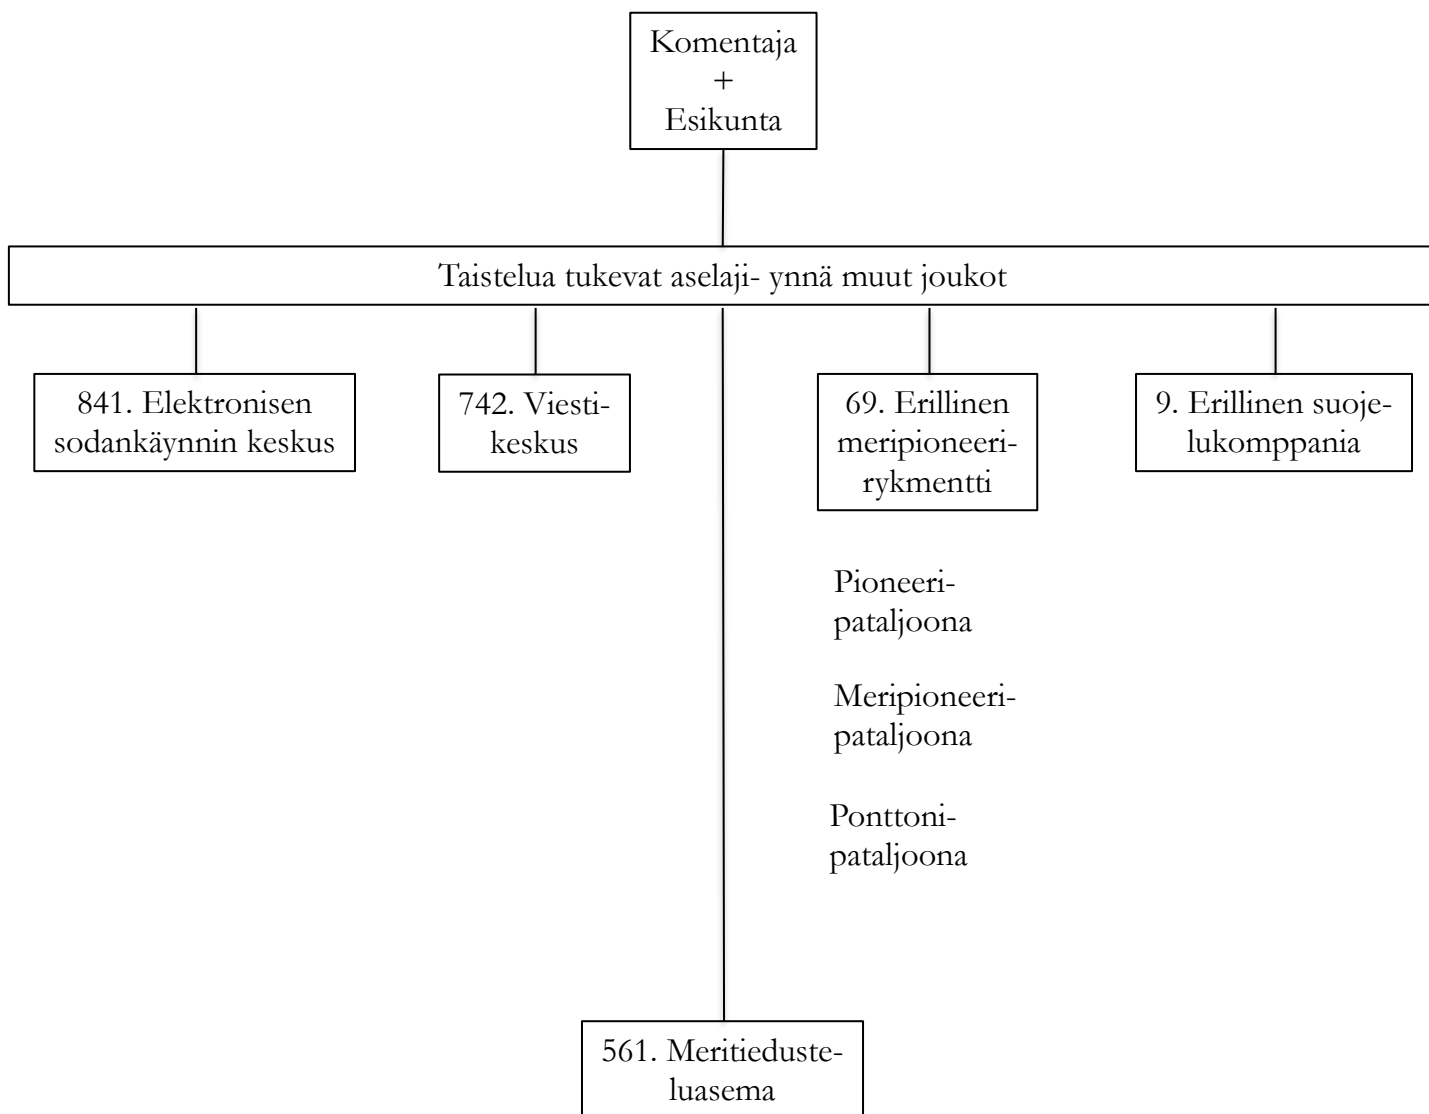 Komentaja
+
Esikunta
Taistelua tukevat aselaji- ynnä muut joukot
841. Elektronisen
sodankäynnin keskus
742. Viesti-
keskus
69. Erillinen
meripioneeri-
rykmentti
9. Erillinen suoje-
lukomppania
Pioneeri-
pataljoona
Meripioneeri-
pataljoona
Ponttoni-
pataljoona
561. Meritieduste-
luasema